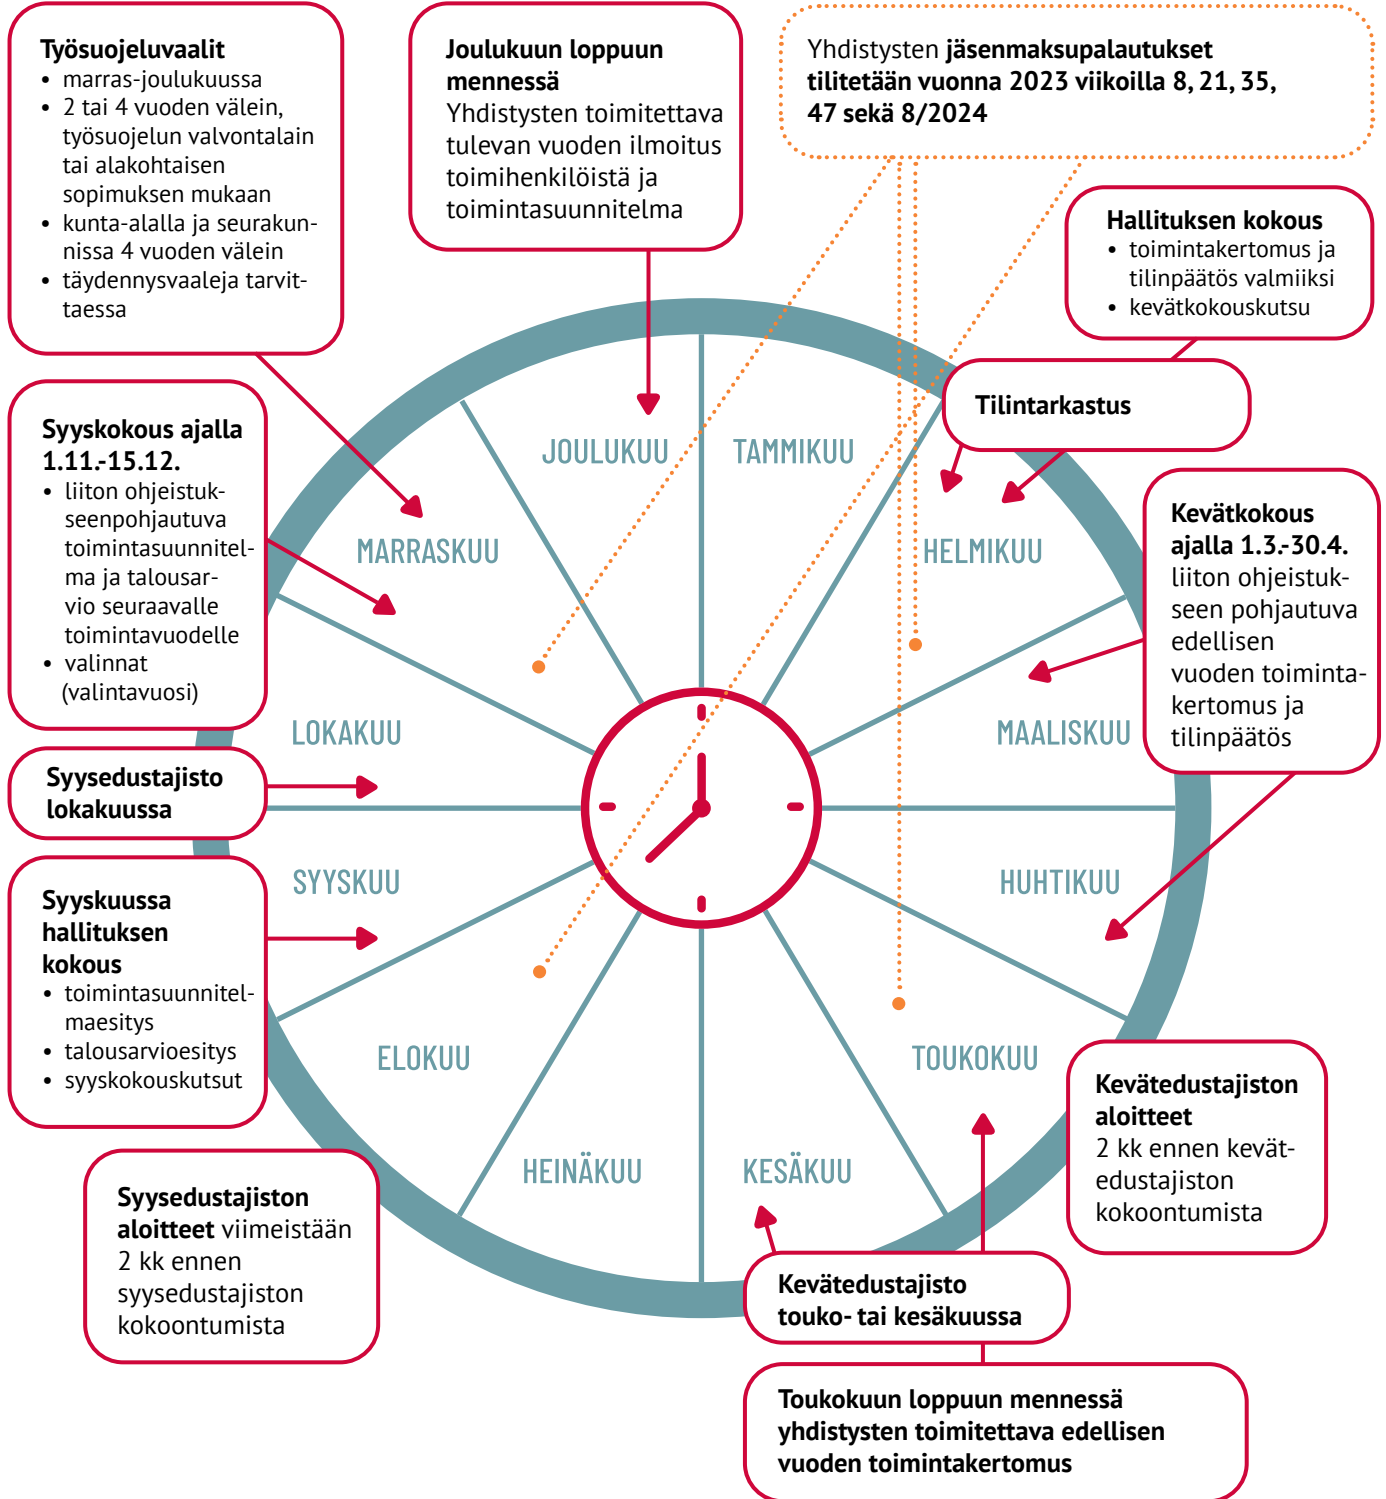 Työsuojeluvaalit
• marras-joulukuussa
• 2 tai 4 vuoden välein,
työsuojelun valvontalain
tai alakohtaisen
sopimuksen mukaan
• kunta-alalla ja seurakun-
nissa 4 vuoden välein
• täydennysvaaleja tarvit-
taessa
Joulukuun loppuun
mennessä
Yhdistysten toimitettava
tulevan vuoden ilmoitus
toimihenkilöistä ja
toimintasuunnitelma
Yhdistysten jäsenmaksupalautukset
tilitetään vuonna 2023 viikoilla 8, 21, 35,
47 sekä 8/2024
Hallituksen kokous
• toimintakertomus ja
tilinpäätös valmiiksi
• kevätkokouskutsu
Tilintarkastus
Syyskokous ajalla
1.11.-15.12.
• liiton ohjeistuk-
seenpohjautuva
toimintasuunnitel-
ma ja talousar-
vio seuraavalle
toimintavuodelle
• valinnat
(valintavuosi)
Kevätkokous
ajalla 1.3.-30.4.
liiton ohjeistuk-
seen pohjautuva
edellisen
vuoden toiminta-
kertomus ja
tilinpäätös
JOULUKUU
TAMMIKUU
MARRASKUU
HELMIKUU
LOKAKUU
MAALISKUU
Syysedustajisto
lokakuussa
SYYSKUU
HUHTIKUU
Syyskuussa
hallituksen
kokous
• toimintasuunnitel-
maesitys
• talousarvioesitys
• syyskokouskutsut
ELOKUU
TOUKOKUU
Kevätedustajiston
aloitteet
2 kk ennen kevät-
edustajiston
kokoontumista
HEINÄKUU
KESÄKUU
Syysedustajiston
aloitteet viimeistään
2 kk ennen
syysedustajiston
kokoontumista
Kevätedustajisto
touko- tai kesäkuussa
Toukokuun loppuun mennessä
yhdistysten toimitettava edellisen
vuoden toimintakertomus